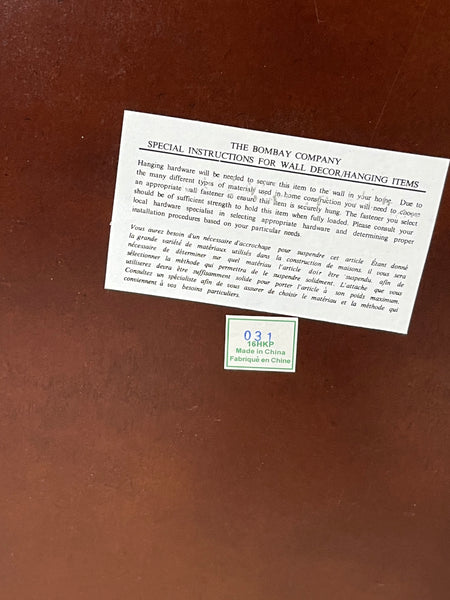 THE BOMBAY COMPANY
SPECIAL INSTRUCTIONS FOR WALL DECOR/HANGING ITEMS
Hanging hardware will be needed to secure this item to the wall in your home. Due to
the many different types of materials used in home construction you will need to choose
an appropriate wall fastener to ensure this item is securely hung. The fastener you select
should be of sufficient strength to hold this item when fully loaded. Please consult your
local hardware specialist in selecting appropriate hardware and determining proper
installation procedures based on your particular needs.
Vous aurez besoin d'un nécessaire d'accrochage pour suspendre cet article Étant donné
la grande variété de matériaux utilisés dans la construction de maisons, il vous sera
nécessaire de déterminer sur quel matériau l'article doit être suspendu, afin de
sélectionner la méthode qui permettra de le suspendre solidment. L'attache que vous
utiliserez devra être suffisamment solide pour porter l'article à son poids maximum.
Consultez un spécialiste afin de vous assurer de choisir le matériau et la méthode qui
conviennent à vos besoins particuliers.
031
16HKP
Made in China
Fabriqué en Chine